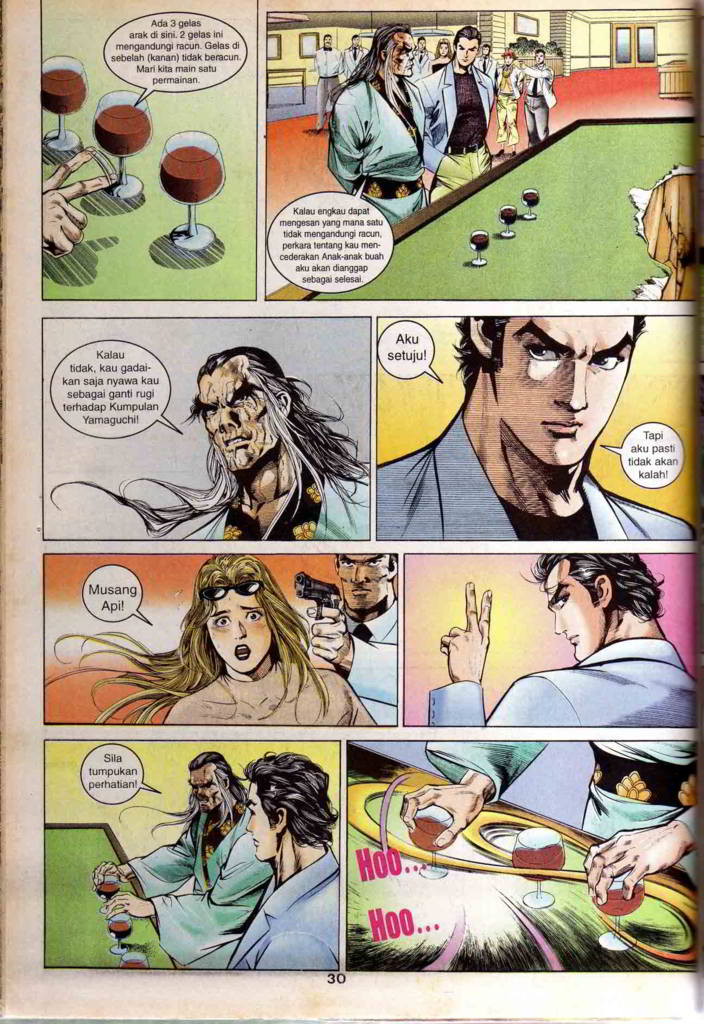 Ada 3 gelas
arak di sini. 2 gelas ini
mengandungi racun. Gelas di
sebelah (kanan) tidak beracun.
Mari kita main satu
permainan.
Kalau engkau dapat
mengesan yang mana satu
tidak mengandungi racun,
perkara tentang kau men-
cederakan Anak-anak buah
aku akan dianggap
sebagai selesai.
Kalau
tidak, kau gadai-
kan saja nyawa kau
sebagai ganti rugi
terhadap Kumpulan
Yamaguchi!
Aku
setuju!
Tapi
aku pasti
tidak akan
kalah!
Musang
Api!
Sila
tumpukan
perhatian!
HOO...
HOO...
30